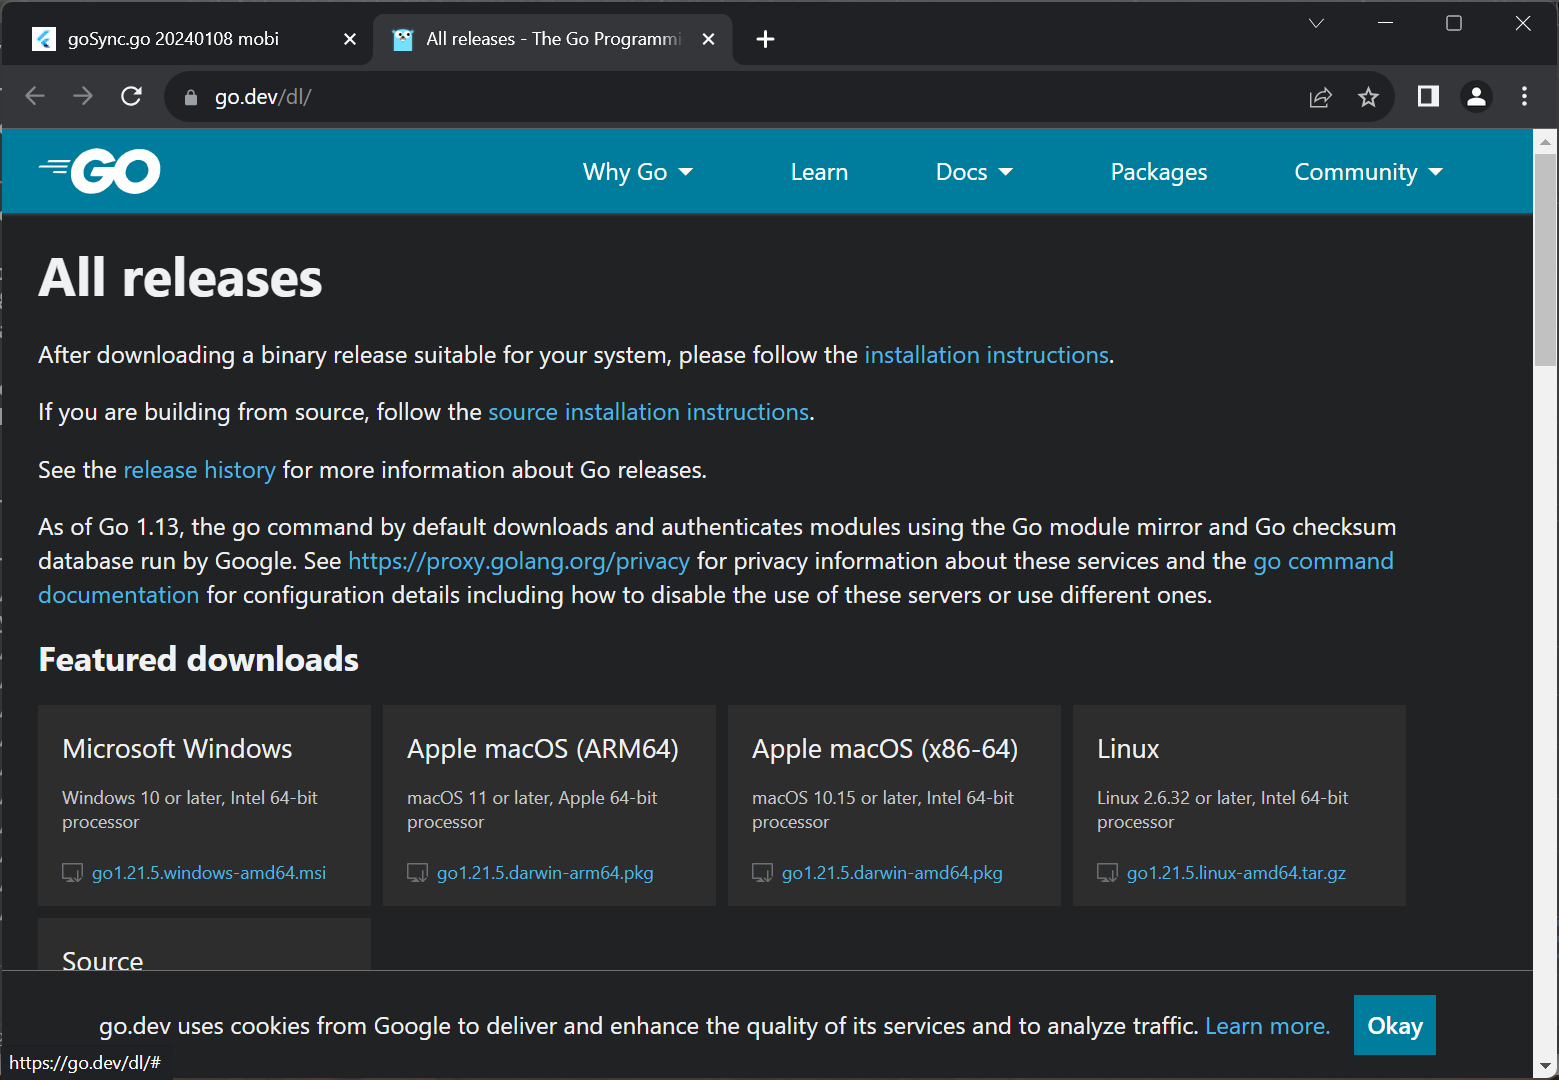 goSync.go 20240108 mobi
All releases - The Go Programmi
go.dev/dl/
GO
Why Go
Learn
Docs
Packages
Community
All releases
After downloading a binary release suitable for your system, please follow the installation instructions.
If you are building from source, follow the source installation instructions.
See the release history for more information about Go releases.
As of Go 1.13, the go command by default downloads and authenticates modules using the Go module mirror and Go checksum
database run by Google. See https://proxy.golang.org/privacy for privacy information about these services and the go command
documentation for configuration details including how to disable the use of these servers or use different ones.
Featured downloads
Microsoft Windows
Windows 10 or later, Intel 64-bit
processor
go1.21.5.windows-amd64.msi
Apple macOS (ARM64)
macOS 11 or later, Apple 64-bit
processor
go1.21.5.darwin-arm64.pkg
Apple macOS (x86-64)
macOS 10.15 or later, Intel 64-bit
processor
go1.21.5.darwin-amd64.pkg
Linux
Linux 2.6.32 or later, Intel 64-bit
processor
go1.21.5.linux-amd64.tar.gz
Source
go.dev uses cookies from Google to deliver and enhance the quality of its services and to analyze traffic. Learn more.
Okay
https://go.dev/dl/#